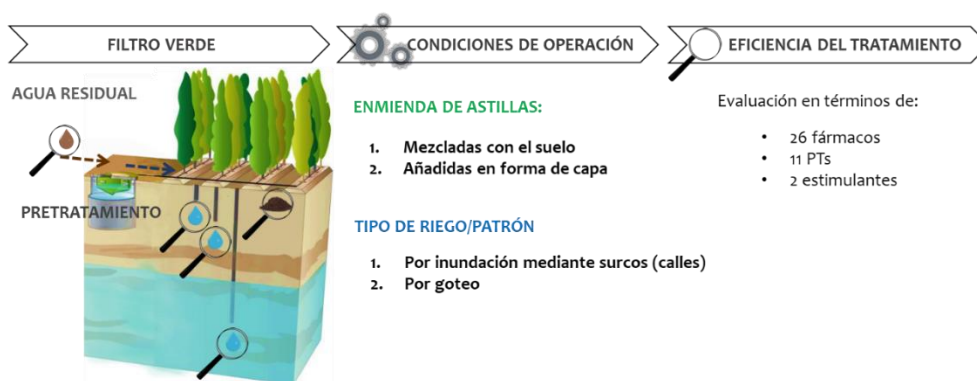 FILTRO VERDE
CONDICIONES DE OPERACIÓN
EFICIENCIA DEL TRATAMIENTO
AGUA RESIDUAL
PRETRATAMIENTO
ENMIENDA DE ASTILLAS:
1. Mezcladas con el suelo
2. Añadidas en forma de capa
TIPO DE RIEGO/PATRÓN
1. Por inundación mediante surcos (calles)
2. Por goteo
Evaluación en términos de:
• 26 fármacos
• 11 PTs
• 2 estimulantes